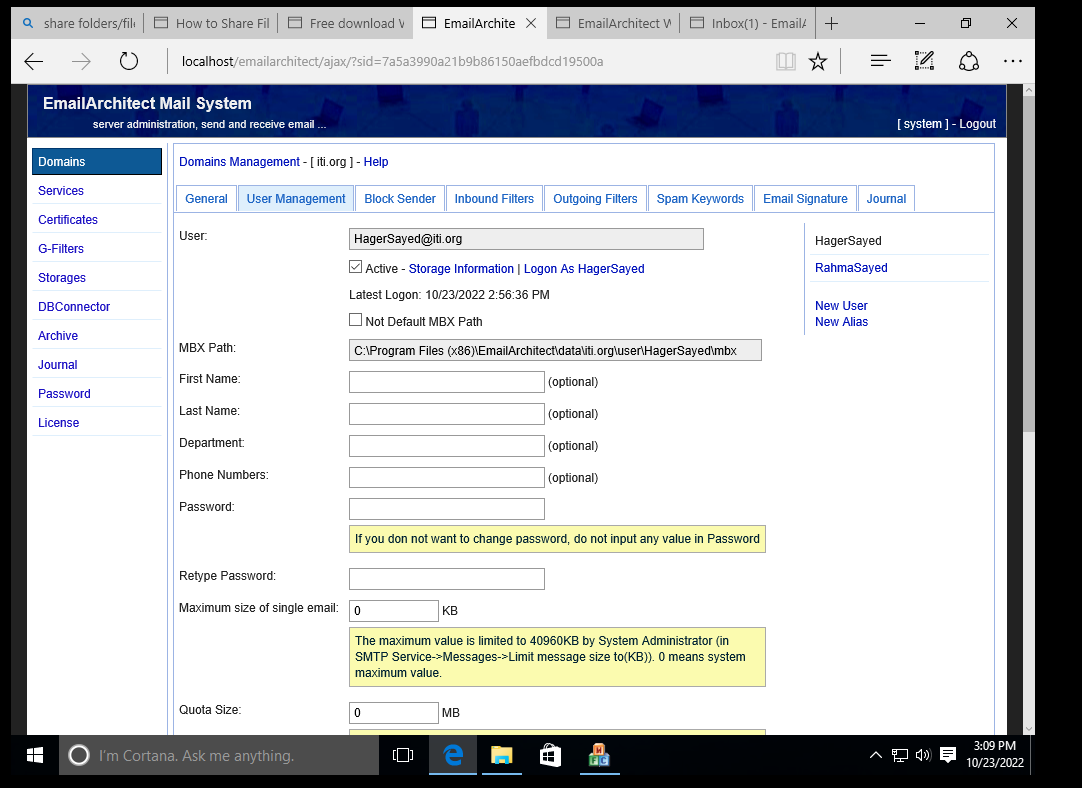 share folders/file
How to Share Fil
Free download V
EmailArchite
EmailArchitect W
Inbox(1) - EmailA
localhost/emailarchitect/ajax/?sid=7a5a3990a21b9b86150aefbdcd19500a
EmailArchitect Mail System
server administration, send and receive email ...
[ system ] - Logout
Domains
Services
Certificates
G-Filters
Storages
DBConnector
Archive
Journal
Password
License
Domains Management - [ iti.org ] - Help
General
User Management
Block Sender
Inbound Filters
Outgoing Filters
Spam Keywords
Email Signature
Journal
User:
HagerSayed@iti.org
Active - Storage Information | Logon As HagerSayed
Latest Logon: 10/23/2022 2:56:36 PM
Not Default MBX Path
MBX Path:
C:\Program Files (x86)\EmailArchitect\data\iti.org\user\HagerSayed\mbx
First Name:
(optional)
Last Name:
(optional)
Department:
(optional)
Phone Numbers:
(optional)
Password:
If you don not want to change password, do not input any value in Password
Retype Password:
Maximum size of single email:
0
KB
The maximum value is limited to 40960KB by System Administrator (in
SMTP Service->Messages->Limit message size to(KB)). 0 means system
maximum value.
Quota Size:
0
MB
HagerSayed
RahmaSayed
New User
New Alias
I'm Cortana. Ask me anything.
H
F
G
3:09 PM
10/23/2022